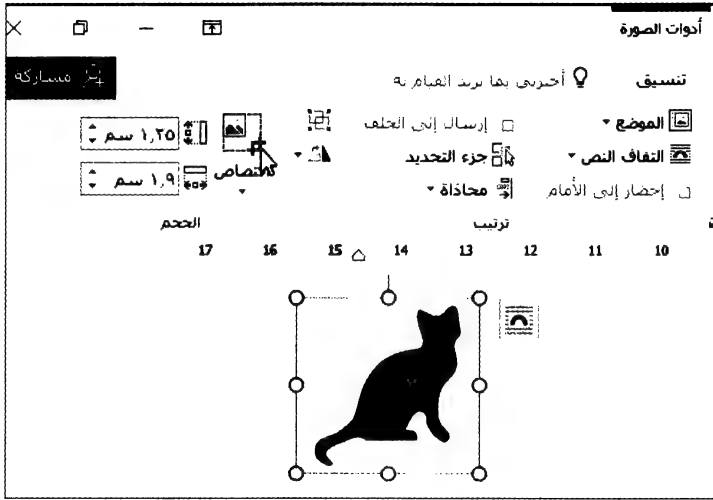 أدوات الصورة
تنسيق أخبرني بما تريد القيام به مشاركة
الموضع إرسال إلى الخلف ١,٢٥ سم
التفاف النص جزء التحديد اقتصاص ١,٩ سم
إحضار إلى الأمام محاذاة
ترتيب الحجم
17 16 15 14 13 12 11 10